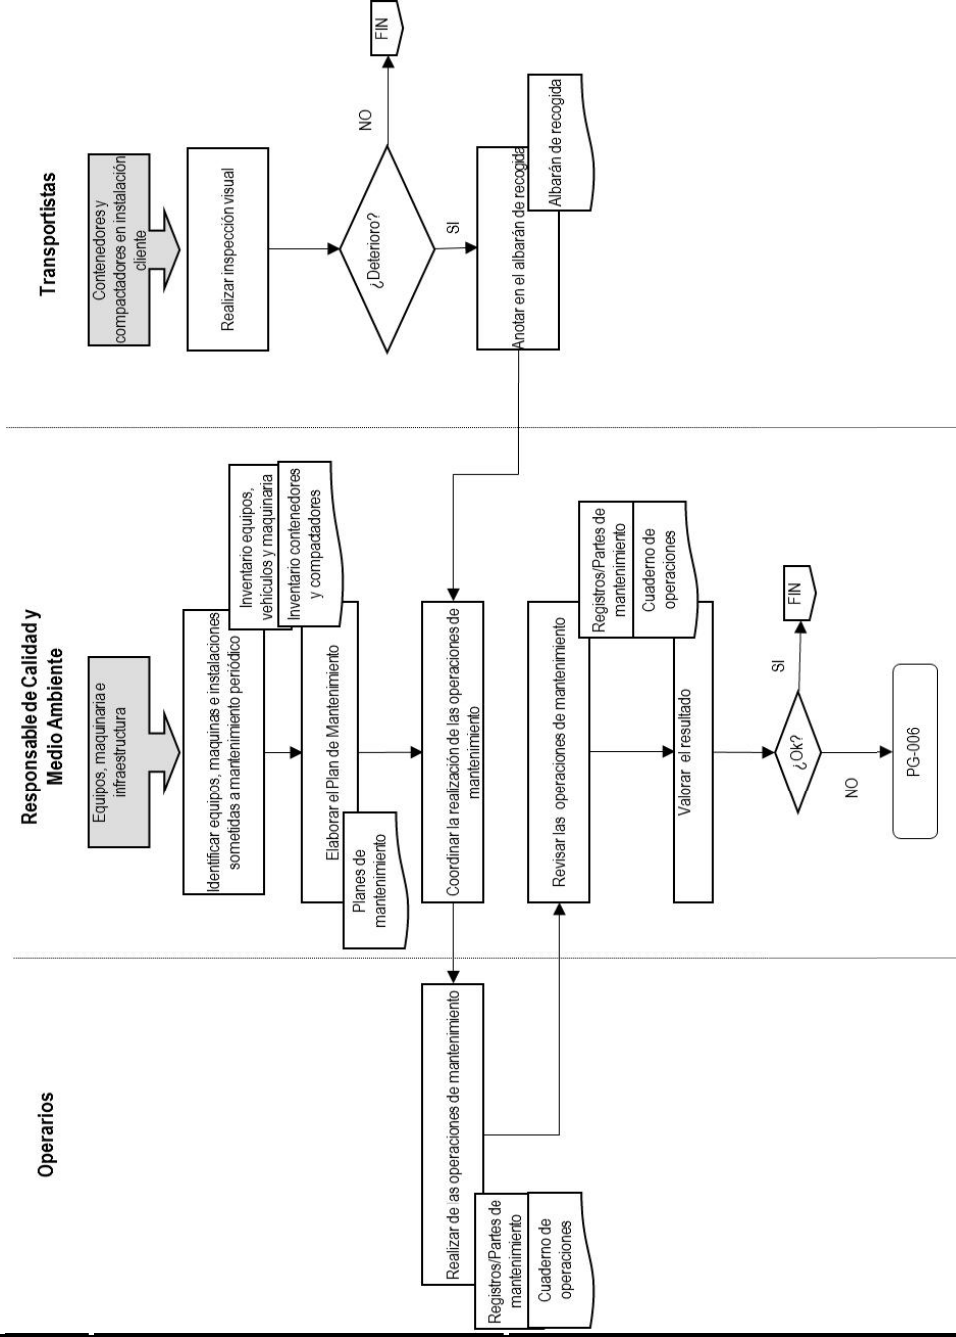 Operarios
Responsable de Calidad y
Medio Ambiente
Transportistas
Equipos, maquinaria e
infraestructura
Contenedores y
compactadores en instalación
cliente
Identificar equipos, maquinas e instalaciones
sometidas a mantenimiento periódico
Inventario equipos,
vehículos y maquinaria
Inventario contenedores
y compactadores
Realizar inspección visual
Elaborar el Plan de Mantenimiento
Planes de
mantenimiento
¿Deterioro?
NO
FIN
SI
Realizar de las operaciones de mantenimiento
Registros/Partes de
mantenimiento
Cuaderno de
operaciones
Coordinar la realización de las operaciones de
mantenimiento
Anotar en el albarán de recogida
Albarán de recogida
Revisar las operaciones de mantenimiento
Registros/Partes de
mantenimiento
Cuaderno de
operaciones
Valorar el resultado
¿Ok?
SI
FIN
NO
PG-006